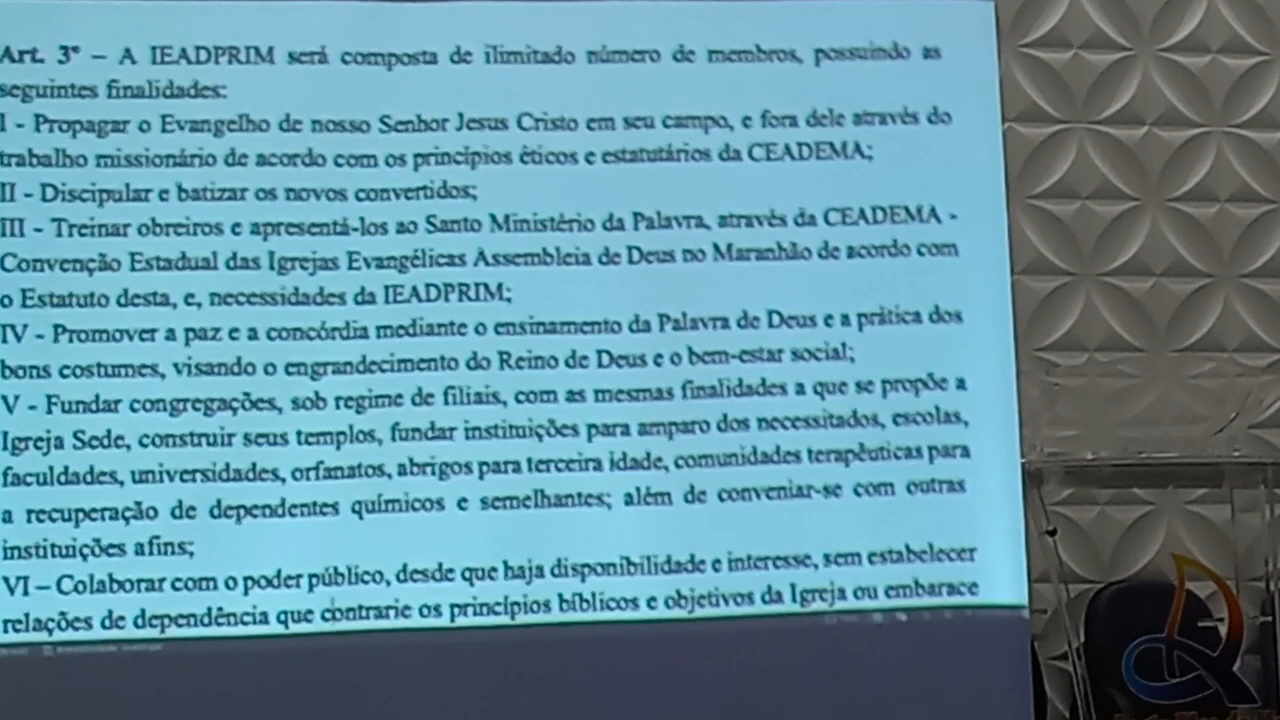 Art. 3º – A IEADPRIM será composta de ilimitado número de membros, possuindo as
seguintes finalidades:
I - Propagar o Evangelho de nosso Senhor Jesus Cristo em seu campo, e fora dele através do
trabalho missionário de acordo com os princípios éticos e estatutários da CEADEMA;
II - Discipular e batizar os novos convertidos;
III - Treinar obreiros e apresentá-los ao Santo Ministério da Palavra, através da CEADEMA -
Convenção Estadual das Igrejas Evangélicas Assembleia de Deus no Maranhão de acordo com
o Estatuto desta, e, necessidades da IEADPRIM;
IV - Promover a paz e a concórdia mediante o ensinamento da Palavra de Deus e a prática dos
bons costumes, visando o engrandecimento do Reino de Deus e o bem-estar social;
V - Fundar congregações, sob regime de filiais, com as mesmas finalidades a que se propõe a
Igreja Sede, construir seus templos, fundar instituições para amparo dos necessitados, escolas,
faculdades, universidades, orfanatos, abrigos para terceira idade, comunidades terapêuticas para
a recuperação de dependentes químicos e semelhantes; além de conveniar-se com outras
instituições afins;
VI – Colaborar com o poder público, desde que haja disponibilidade e interesse, sem estabelecer
relações de dependência que contrarie os princípios bíblicos e objetivos da Igreja ou embarace